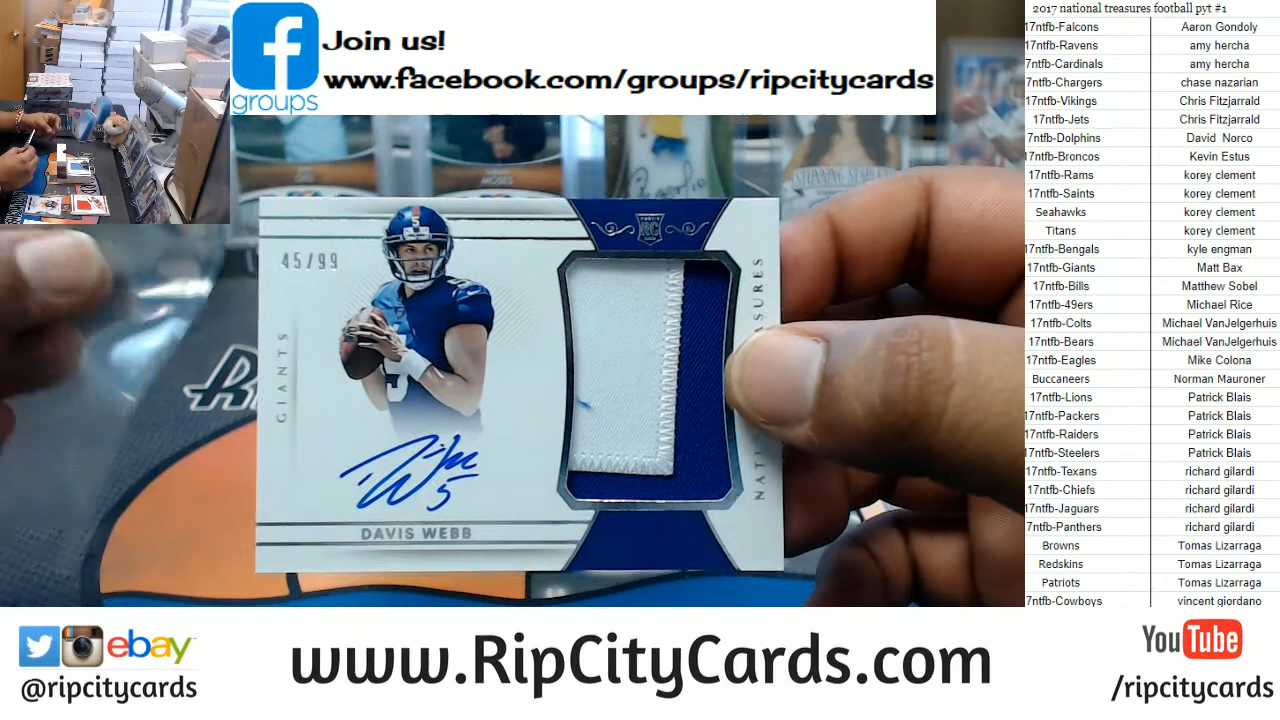 Join us!
www.facebook.com/groups/ripcitycards
groups
2017 national treasures football pyt #1
17ntfb-Falcons Aaron Gondoly
17ntfb-Ravens amy hercha
7ntfb-Cardinals amy hercha
7ntfb-Chargers chase nazarian
17ntfb-Vikings Chris Fitzjarrald
17ntfb-Jets Chris Fitzjarrald
7ntfb-Dolphins David Norco
17ntfb-Broncos Kevin Estus
17ntfb-Rams korey clement
17ntfb-Saints korey clement
Seahawks korey clement
Titans korey clement
17ntfb-Bengals kyle engman
17ntfb-Giants Matt Bax
17ntfb-Bills Matthew Sobel
17ntfb-49ers Michael Rice
17ntfb-Colts Michael VanJelgerhuis
17ntfb-Bears Michael VanJelgerhuis
17ntfb-Eagles Mike Colona
Buccaneers Norman Mauroner
17ntfb-Lions Patrick Blais
17ntfb-Packers Patrick Blais
17ntfb-Raiders Patrick Blais
17ntfb-Steelers Patrick Blais
17ntfb-Texans richard gilardi
17ntfb-Chiefs richard gilardi
17ntfb-Jaguars richard gilardi
7ntfb-Panthers richard gilardi
Browns Tomas Lizarraga
Redskins Tomas Lizarraga
Patriots Tomas Lizarraga
7ntfb-Cowboys vincent giordano
45/99
GIANTS
RC
5
DAVIS WEBB
ebay
@ripcitycards
www.RipCityCards.com
YouTube
/ripcitycards